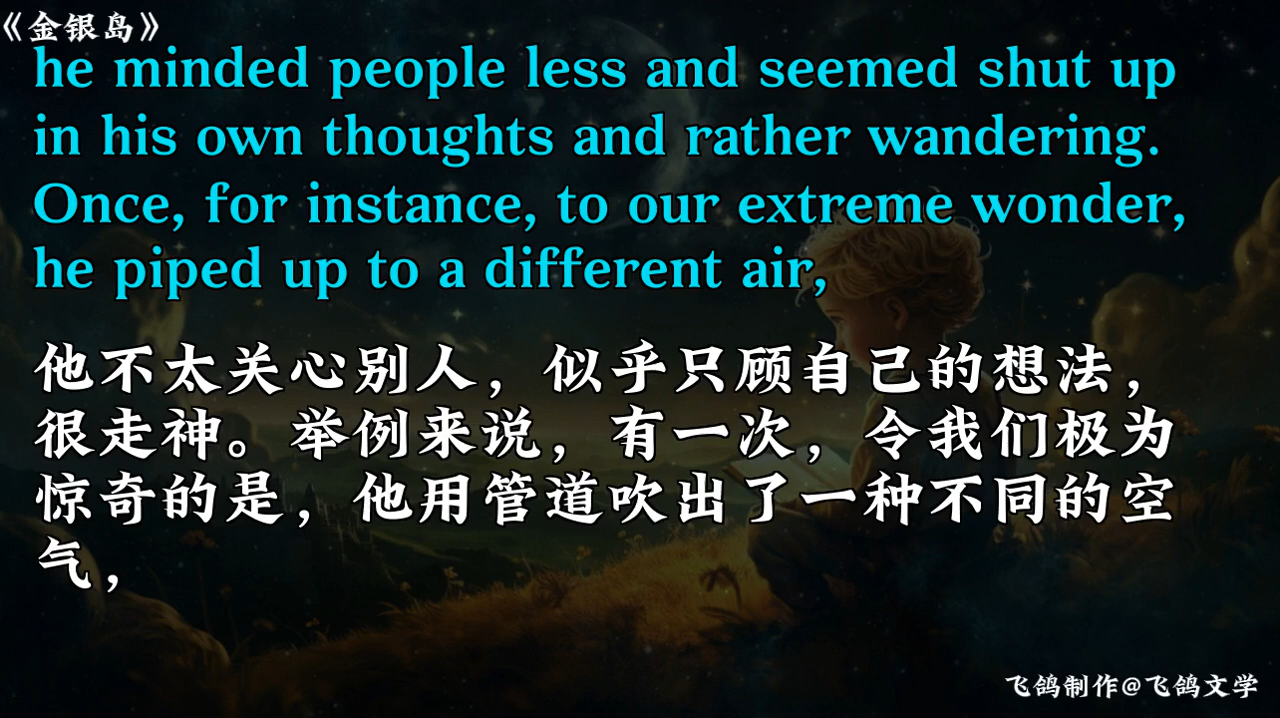 《金银岛》
he minded people less and seemed shut up
in his own thoughts and rather wandering.
Once, for instance, to our extreme wonder,
he piped up to a different air,
他不太关心别人，似乎只顾自己的想法，
很走神。举例来说，有一次，令我们极为
惊奇的是，他用管道吹出了一种不同的空
气，
飞鸽制作@飞鸽文学